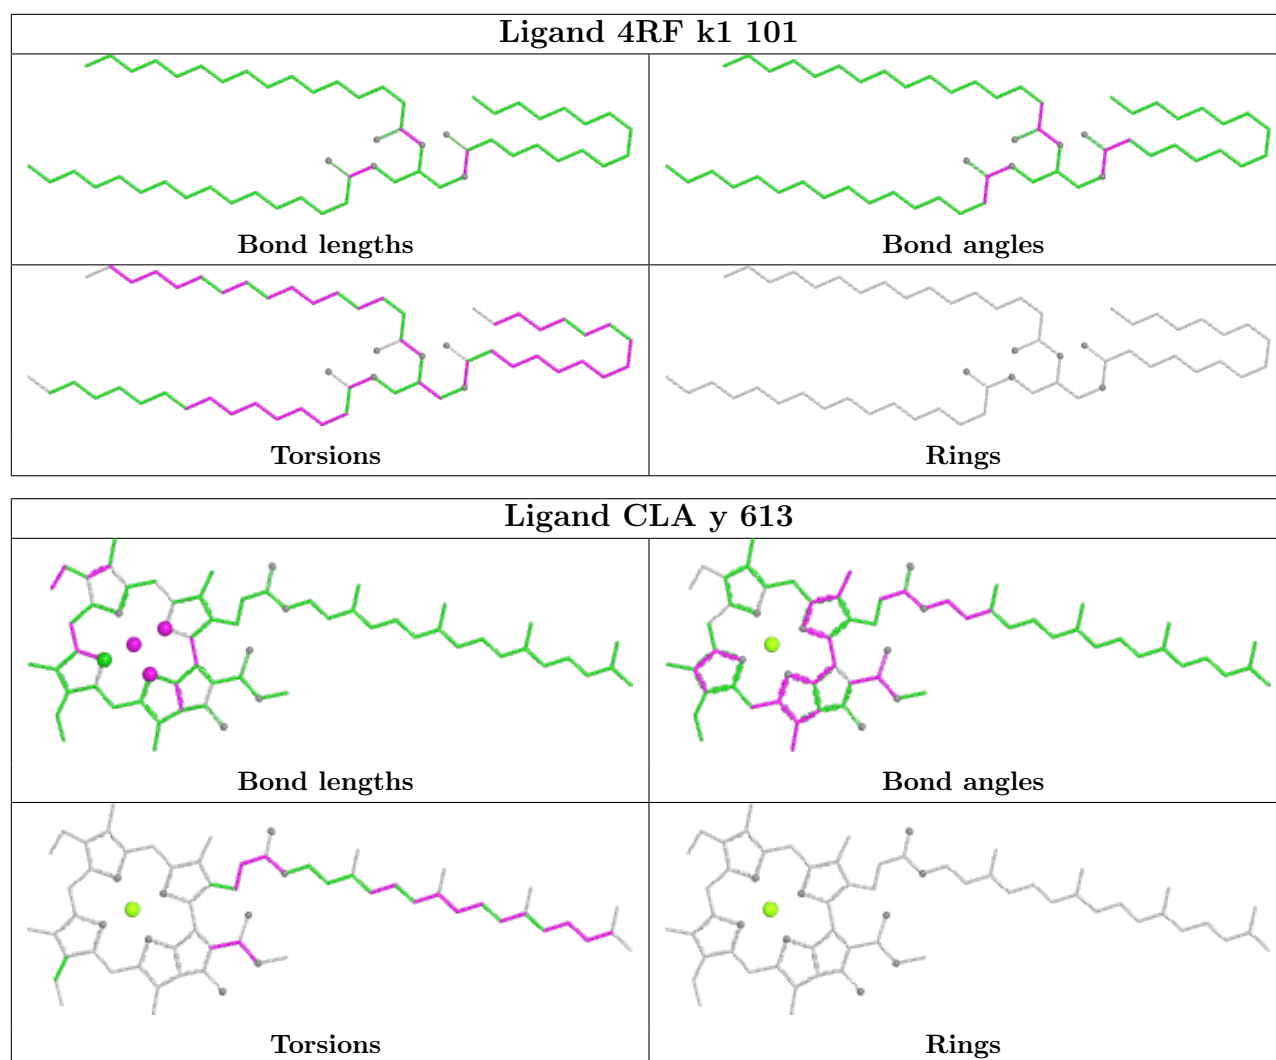 Ligand 4RF k1 101
Bond lengths
Bond angles
Torsions
Rings
Ligand CLA y 613
Bond lengths
Bond angles
Torsions
Rings